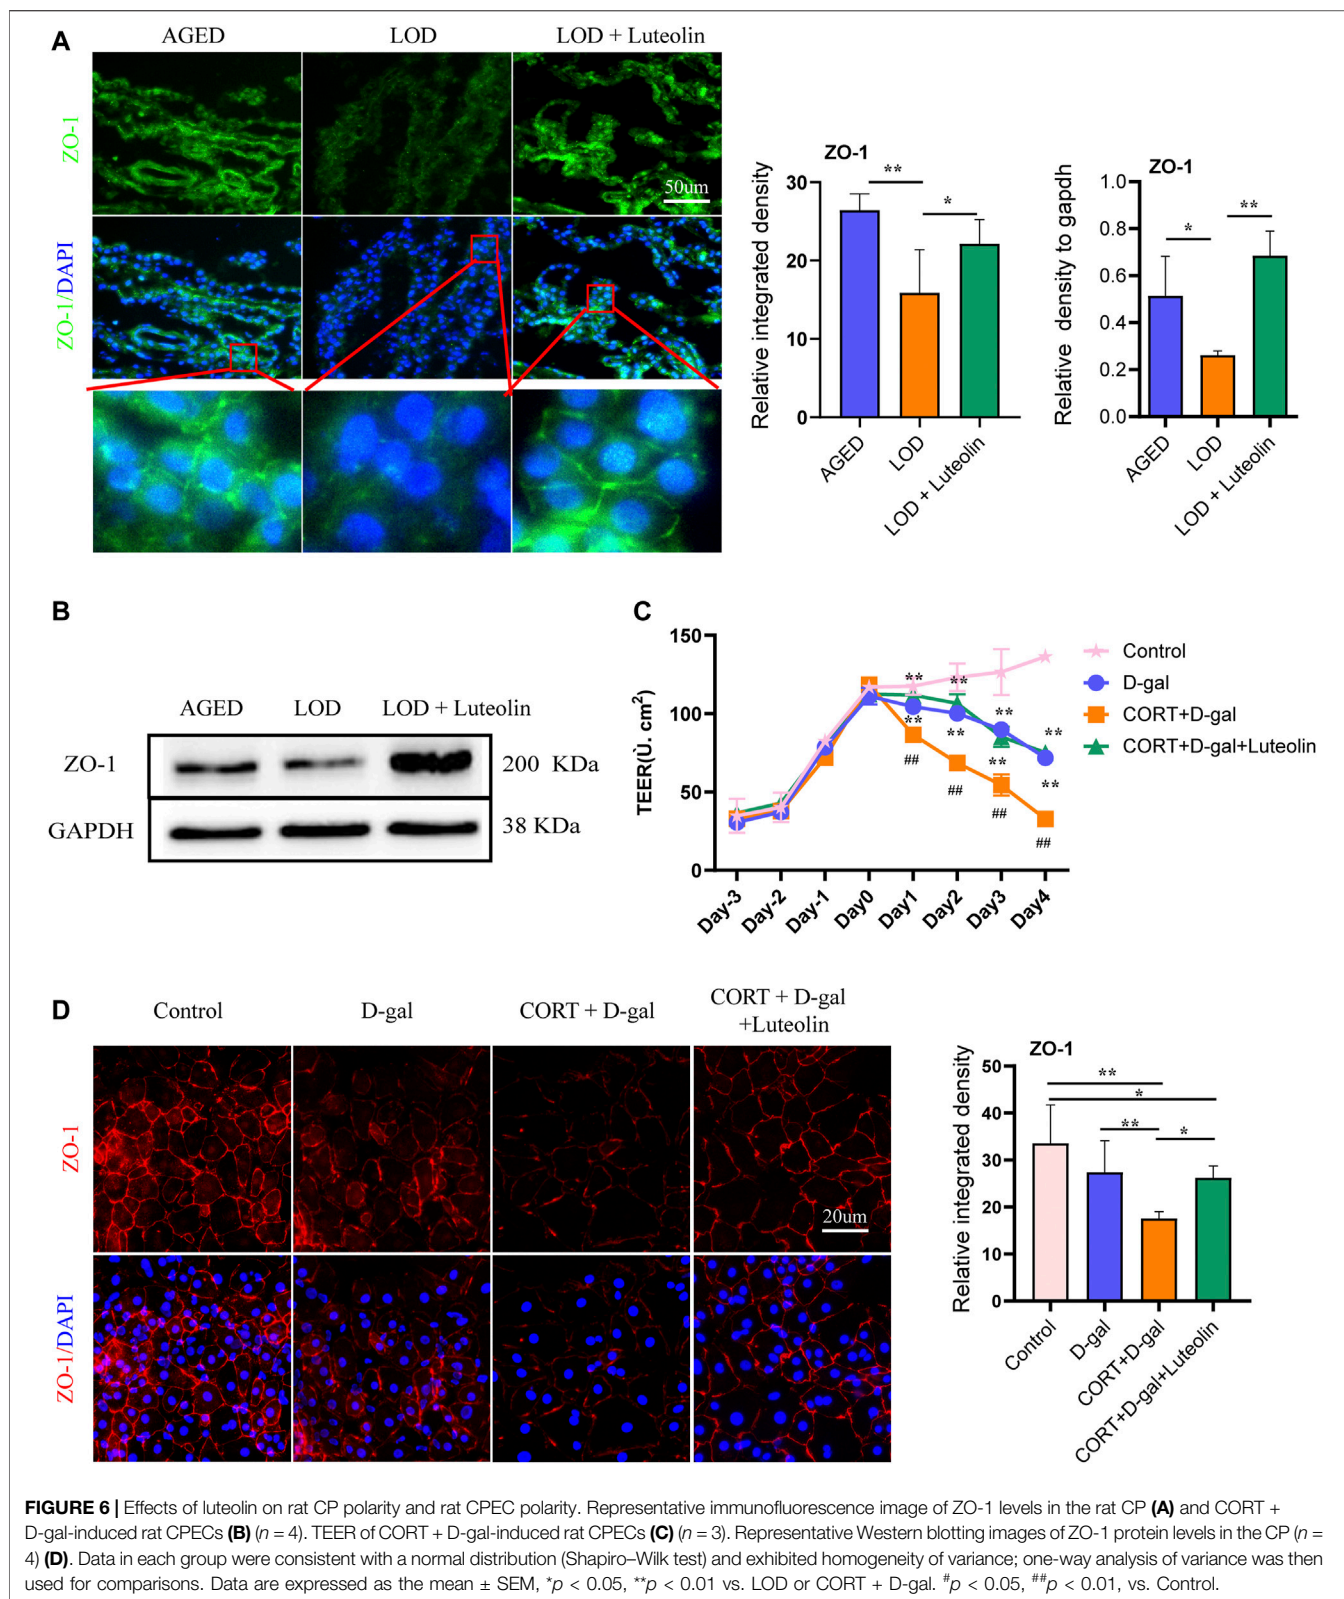 A
AGED
LOD
LOD + Luteolin
ZO-1
50um
ZO-1/DAPI
ZO-1
Relative integrated density
30
20
10
0
**
*
AGED
LOD
LOD + Luteolin
ZO-1
Relative density to gapdh
1.0
0.8
0.6
0.4
0.2
0.0
*
**
AGED
LOD
LOD + Luteolin
B
AGED
LOD
LOD + Luteolin
ZO-1
200 KDa
GAPDH
38 KDa
C
TEER(Ù. cm²)
150
100
50
0
**
**
**
**
**
**
**
**
##
##
##
##
Day-3
Day-2
Day-1
Day0
Day1
Day2
Day3
Day4
Control
D-gal
CORT+D-gal
CORT+D-gal+Luteolin
D
Control
D-gal
CORT + D-gal
CORT + D-gal
+Luteolin
ZO-1
20um
ZO-1/DAPI
ZO-1
Relative integrated density
50
40
30
20
10
0
**
*
**
*
Control
D-gal
CORT+D-gal
CORT+D-gal+Luteolin
FIGURE 6 | Effects of luteolin on rat CP polarity and rat CPEC polarity. Representative immunofluorescence image of ZO-1 levels in the rat CP (A) and CORT +
D-gal-induced rat CPECs (B) (n = 4). TEER of CORT + D-gal-induced rat CPECs (C) (n = 3). Representative Western blotting images of ZO-1 protein levels in the CP (n =
4) (D). Data in each group were consistent with a normal distribution (Shapiro–Wilk test) and exhibited homogeneity of variance; one-way analysis of variance was then
used for comparisons. Data are expressed as the mean ± SEM, *p < 0.05, **p < 0.01 vs. LOD or CORT + D-gal. #p < 0.05, ##p < 0.01, vs. Control.